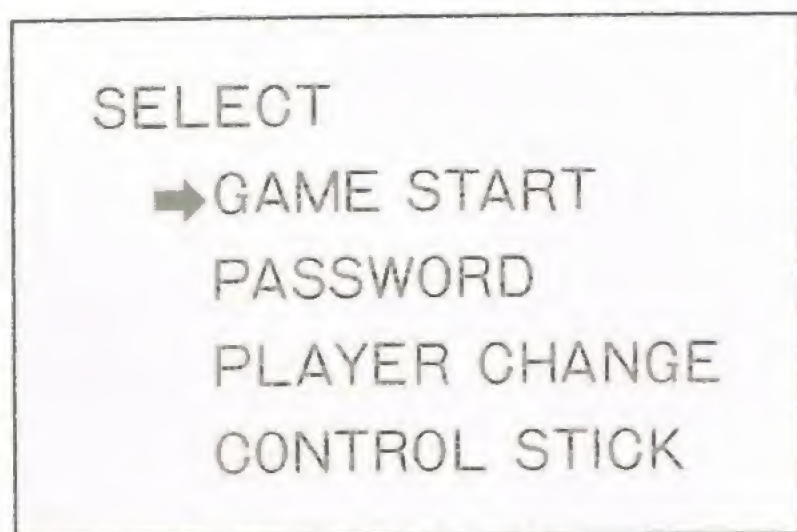 SELECT
GAME START
PASSWORD
PLAYER CHANGE
CONTROL STICK